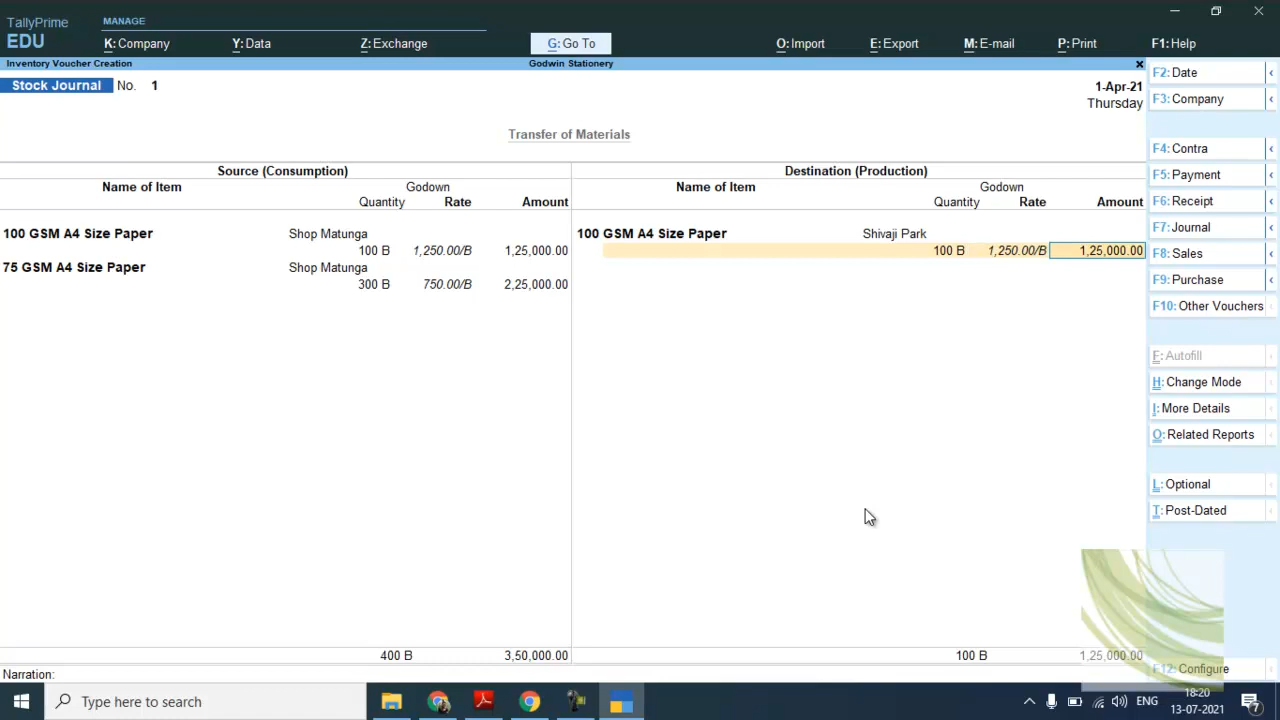 TallyPrime
EDU
MANAGE
K: Company Y: Data Z: Exchange G: Go To O: Import E: Export M: E-mail P: Print F1: Help
Inventory Voucher Creation Godwin Stationery ×
Stock Journal No. 1 1-Apr-21
Thursday
Transfer of Materials
Source (Consumption) Destination (Production)
Name of Item Godown Name of Item Godown
Quantity Rate Amount Quantity Rate Amount
100 GSM A4 Size Paper Shop Matunga 100 GSM A4 Size Paper Shivaji Park
100 B 1,250.00/B 1,25,000.00 100 B 1,250.00/B 1,25,000.00
75 GSM A4 Size Paper Shop Matunga
300 B 750.00/B 2,25,000.00
400 B 3,50,000.00 100 B 1,25,000.00
Narration:
F2: Date
F3: Company
F4: Contra
F5: Payment
F6: Receipt
F7: Journal
F8: Sales
F9: Purchase
F10: Other Vouchers
F: Autofill
H: Change Mode
I: More Details
O: Related Reports
L: Optional
T: Post-Dated
F12: Configure
Type here to search
ENG
18:20
13-07-2021
7